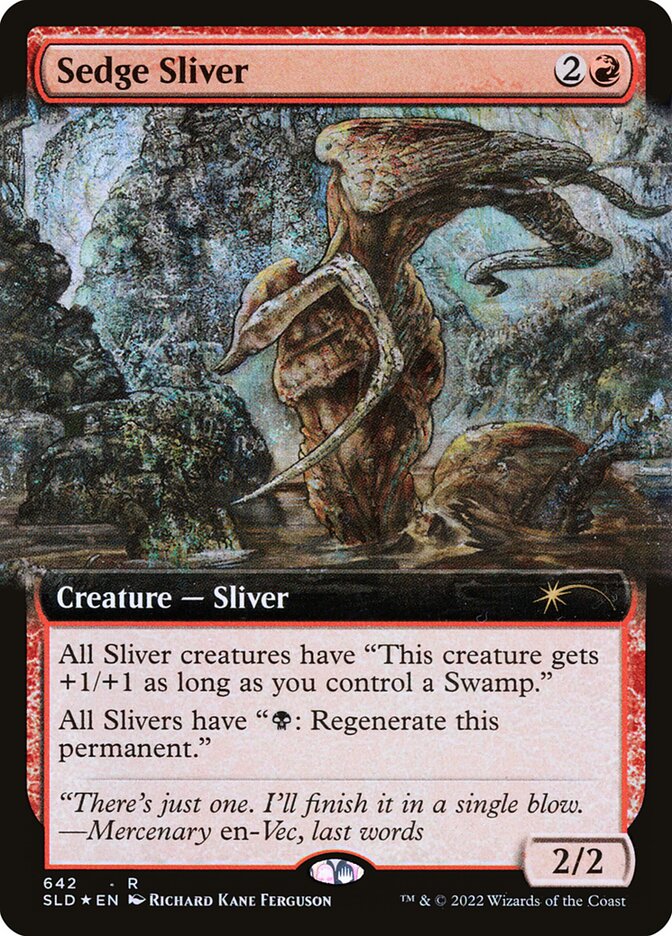 Sedge Sliver 2
Creature — Sliver
All Sliver creatures have “This creature gets
+1/+1 as long as you control a Swamp.”
All Slivers have “: Regenerate this
permanent.”
“There’s just one. I’ll finish it in a single blow.
—Mercenary en-Vec, last words
2/2
642 R
SLD★EN Richard Kane Ferguson ™ & © 2022 Wizards of the Coast